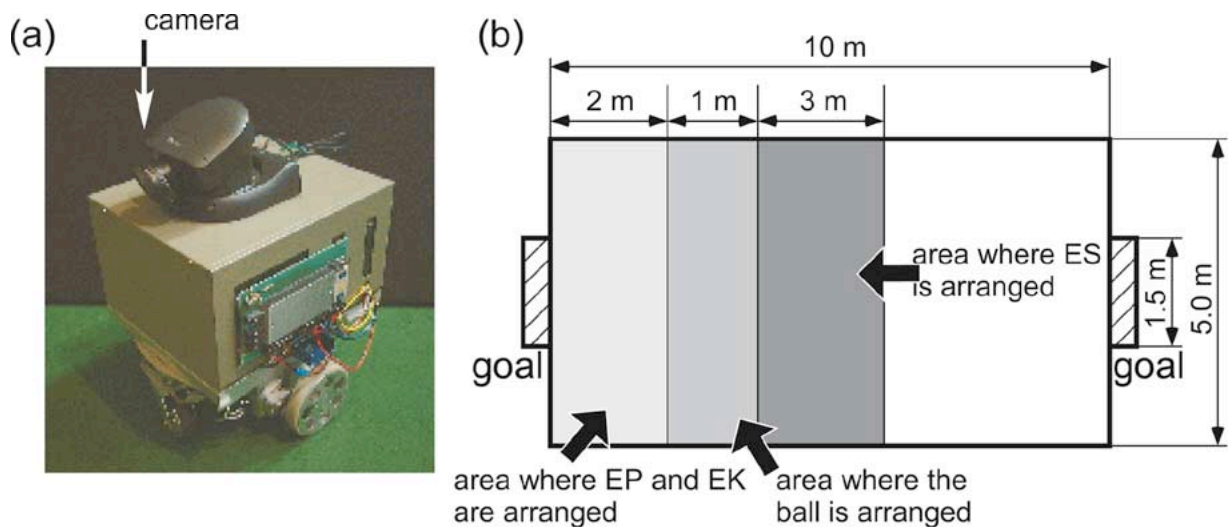 (a)
camera
(b)
10 m
2 m
1 m
3 m
area where ES
is arranged
1.5 m
5.0 m
goal
goal
area where EP and EK
are arranged
area where the
ball is arranged